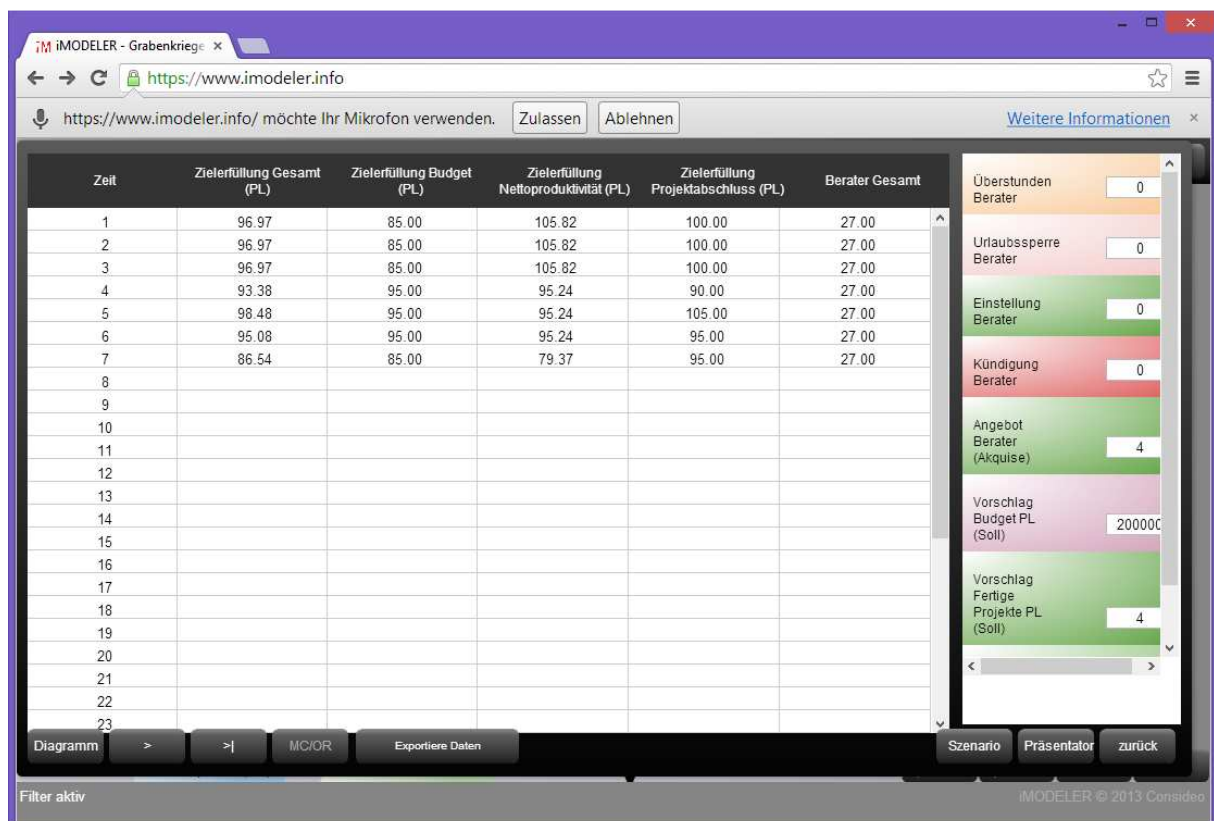 iM iMODELER - Grabenkriege ×
https://www.imodeler.info
https://www.imodeler.info/ möchte Ihr Mikrofon verwenden. Zulassen Ablehnen Weitere Informationen ×
Zeit Zielerfüllung Gesamt (PL) Zielerfüllung Budget (PL) Zielerfüllung Nettoproduktivität (PL) Zielerfüllung Projektabschluss (PL) Berater Gesamt
1 96.97 85.00 105.82 100.00 27.00
2 96.97 85.00 105.82 100.00 27.00
3 96.97 85.00 105.82 100.00 27.00
4 93.38 95.00 95.24 90.00 27.00
5 98.48 95.00 95.24 105.00 27.00
6 95.08 95.00 95.24 95.00 27.00
7 86.54 85.00 79.37 95.00 27.00
8
9
10
11
12
13
14
15
16
17
18
19
20
21
22
23
Überstunden
Berater 0
Urlaubssperre
Berater 0
Einstellung
Berater 0
Kündigung
Berater 0
Angebot
Berater
(Akquise) 4
Vorschlag
Budget PL
(Soll) 200000
Vorschlag
Fertige
Projekte PL
(Soll) 4
Diagramm > >| MC/OR Exportiere Daten Szenario Präsentator zurück
Filter aktiv iMODELER © 2013 Consideo